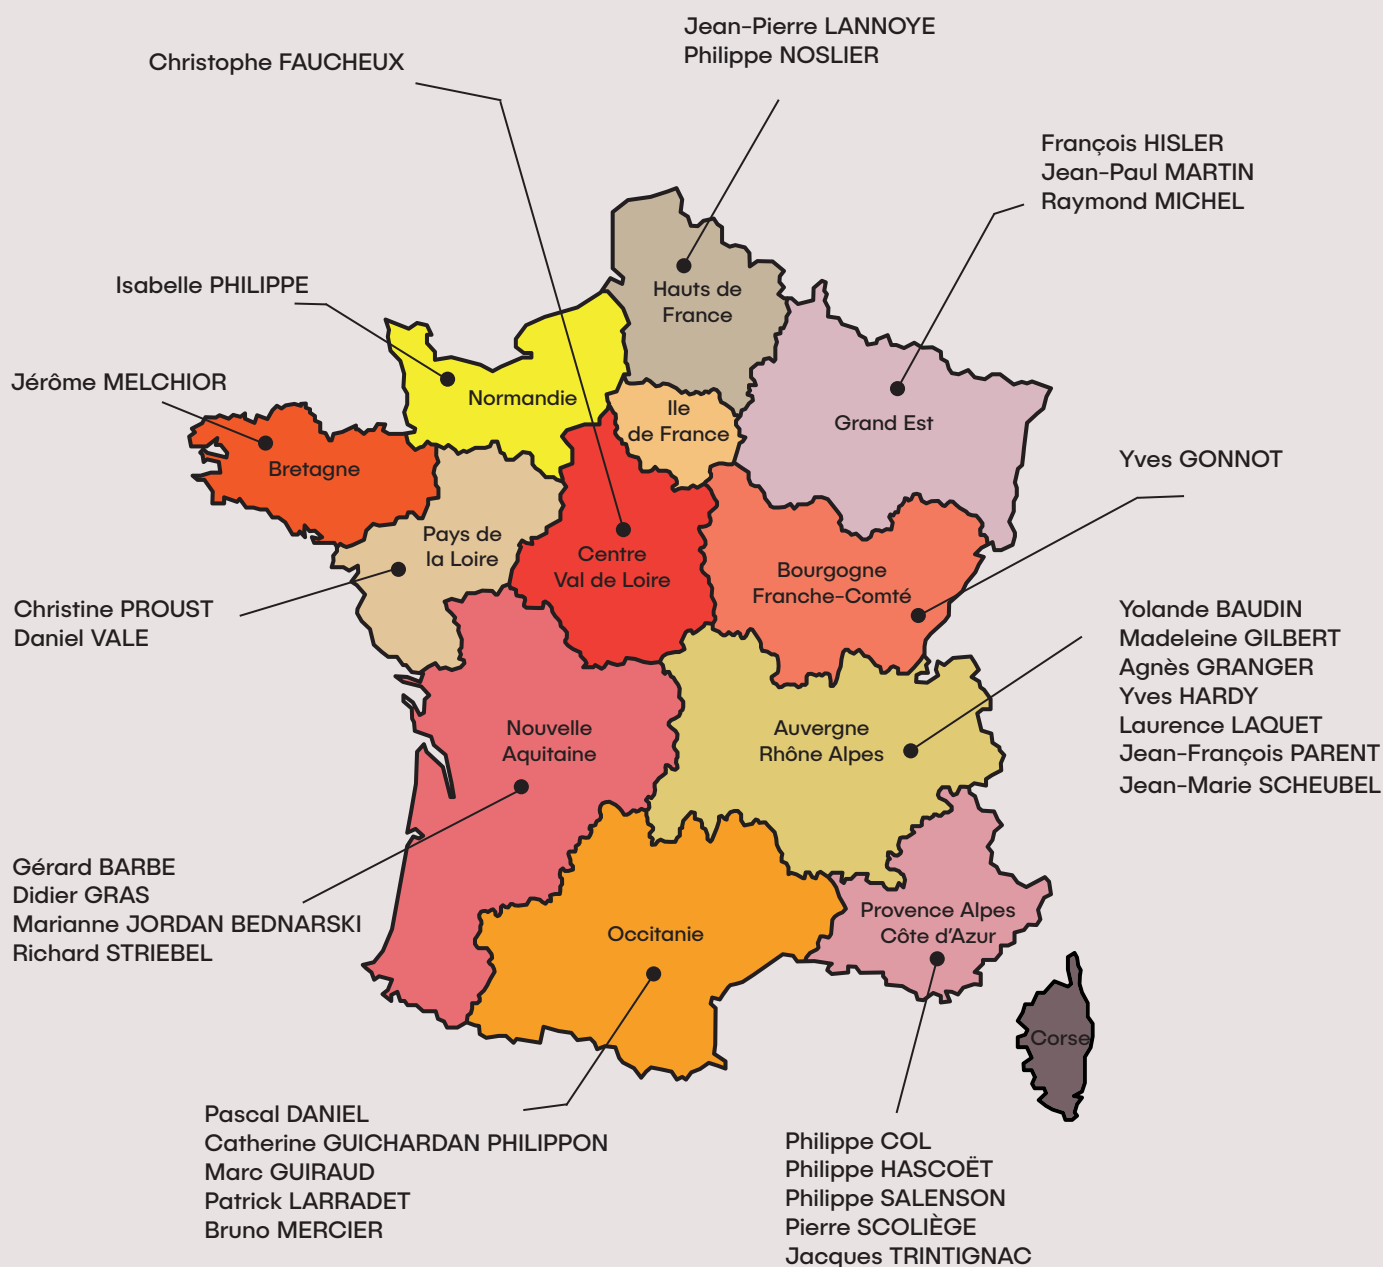 Jean-Pierre LANNOYE
Philippe NOSLIER
Christophe FAUCHEUX
François HISLER
Jean-Paul MARTIN
Raymond MICHEL
Isabelle PHILIPPE
Hauts de
France
Jérôme MELCHIOR
Normandie
Ile
de France
Grand Est
Bretagne
Yves GONNOT
Pays de
la Loire
Centre
Val de Loire
Bourgogne
Franche-Comté
Christine PROUST
Daniel VALE
Yolande BAUDIN
Madeleine GILBERT
Agnès GRANGER
Yves HARDY
Laurence LAQUET
Jean-François PARENT
Jean-Marie SCHEUBEL
Nouvelle
Aquitaine
Auvergne
Rhône Alpes
Gérard BARBE
Didier GRAS
Marianne JORDAN BEDNARSKI
Richard STRIEBEL
Occitanie
Provence Alpes
Côte d'Azur
Corse
Pascal DANIEL
Catherine GUICHARDAN PHILIPPON
Marc GUIRAUD
Patrick LARRADET
Bruno MERCIER
Philippe COL
Philippe HASCOËT
Philippe SALENSON
Pierre SCOLIÈGE
Jacques TRINTIGNAC